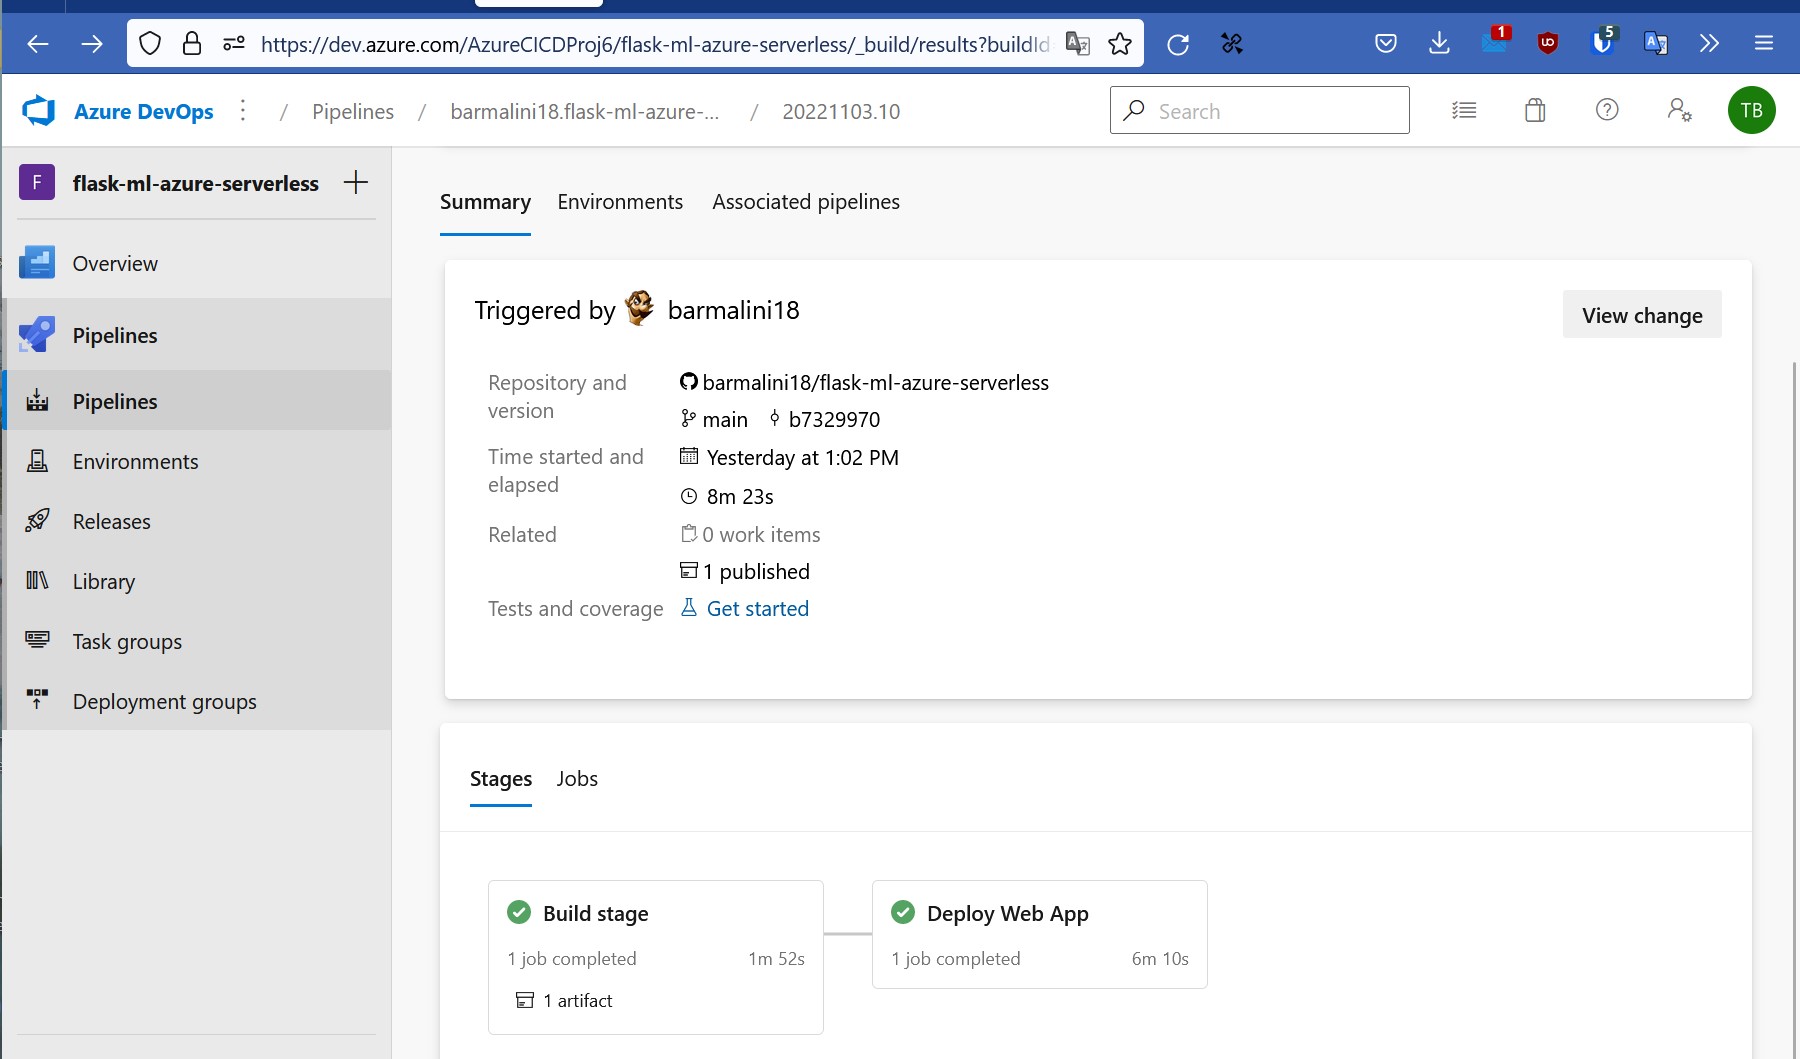 https://dev.azure.com/AzureCICDProj6/flask-ml-azure-serverless/_build/results?buildId
1
5
Azure DevOps / Pipelines / barmalini18.flask-ml-azure-... / 20221103.10
Search
TB
F flask-ml-azure-serverless
Overview
Pipelines
Pipelines
Environments
Releases
Library
Task groups
Deployment groups
Summary Environments Associated pipelines
Triggered by barmalini18
View change
Repository and version
barmalini18/flask-ml-azure-serverless
main b7329970
Time started and elapsed
Yesterday at 1:02 PM
8m 23s
Related
0 work items
1 published
Tests and coverage
Get started
Stages Jobs
Build stage
1 job completed 1m 52s
1 artifact
Deploy Web App
1 job completed 6m 10s